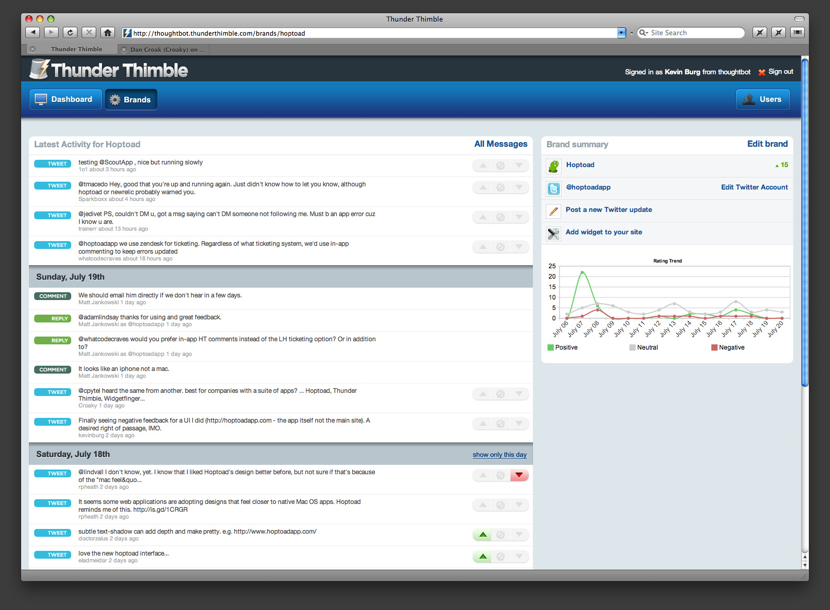 Thunder Thimble
http://thoughtbot.thunderthimble.com/brands/hoptoad
Site Search
Thunder Thimble
Dan Croak (Croaky) on ...
Thunder Thimble
Signed in as Kevin Burg from thoughtbot
Sign out
Dashboard
Brands
Users
Latest Activity for Hoptoad
All Messages
TWEET
testing @ScoutApp , nice but running slowly
1o1 about 3 hours ago
TWEET
@tmacedo Hey, good that you're up and running again. Just didn't know how to let you know, although
hoptoad or newrelic probably warned you.
Sparkboxx about 4 hours ago
TWEET
@jedivet PS, couldn't DM u, got a msg saying can't DM someone not following me. Must b an app error cuz
I know u are.
trainerr about 13 hours ago
TWEET
@hoptoadapp we use zendesk for ticketing. Regardless of what ticketing system, we'd use in-app
commenting to keep errors updated
whatcodecraves about 18 hours ago
Sunday, July 19th
COMMENT
We should email him directly if we don't hear in a few days.
Matt Jankowski 1 day ago
REPLY
@adamlindsay thanks for using and great feedback.
Matt Jankowski as @hoptoadapp 1 day ago
REPLY
@whatcodecraves would you prefer in-app HT comments instead of the LH ticketing option? Or in addition
to?
Matt Jankowski as @hoptoadapp 1 day ago
COMMENT
It looks like an iphone not a mac.
Matt Jankowski 1 day ago
TWEET
@cpytel heard the same from another. best for companies with a suite of apps? ... Hoptoad, Thunder
Thimble, Widgetfinger...
Croaky 1 day ago
TWEET
Finally seeing negative feedback for a UI I did (http://hoptoadapp.com - the app itself not the main site). A
desired right of passage, IMO.
kevinburg 2 days ago
Saturday, July 18th
show only this day
TWEET
@lindvall I don't know, yet. I know that I liked Hoptoad's design better before, but not sure if that's because
of the "mac feel&quo...
rpheath 2 days ago
TWEET
It seems some web applications are adopting designs that feel closer to native Mac OS apps. Hoptoad
reminds me of this. http://is.gd/1CRGR
rpheath 2 days ago
TWEET
subtle text-shadow can add depth and make pretty. e.g. http://www.hoptoadapp.com/
doctorzaius 2 days ago
TWEET
love the new hoptoad interface...
eladmeidar 2 days ago
Brand summary
Edit brand
Hoptoad
15
@hoptoadapp
Edit Twitter Account
Post a new Twitter update
Add widget to your site
Rating Trend
25
20
15
10
5
0
July 06
July 07
July 08
July 09
July 10
July 11
July 12
July 13
July 14
July 15
July 16
July 17
July 18
July 19
July 20
Positive
Neutral
Negative